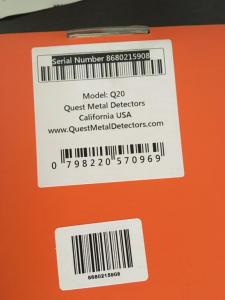 Serial Number 8680215908
Model: Q20
Quest Metal Detectors
California USA
www.QuestMetalDetectors.com
0 798220 570969
8680215908